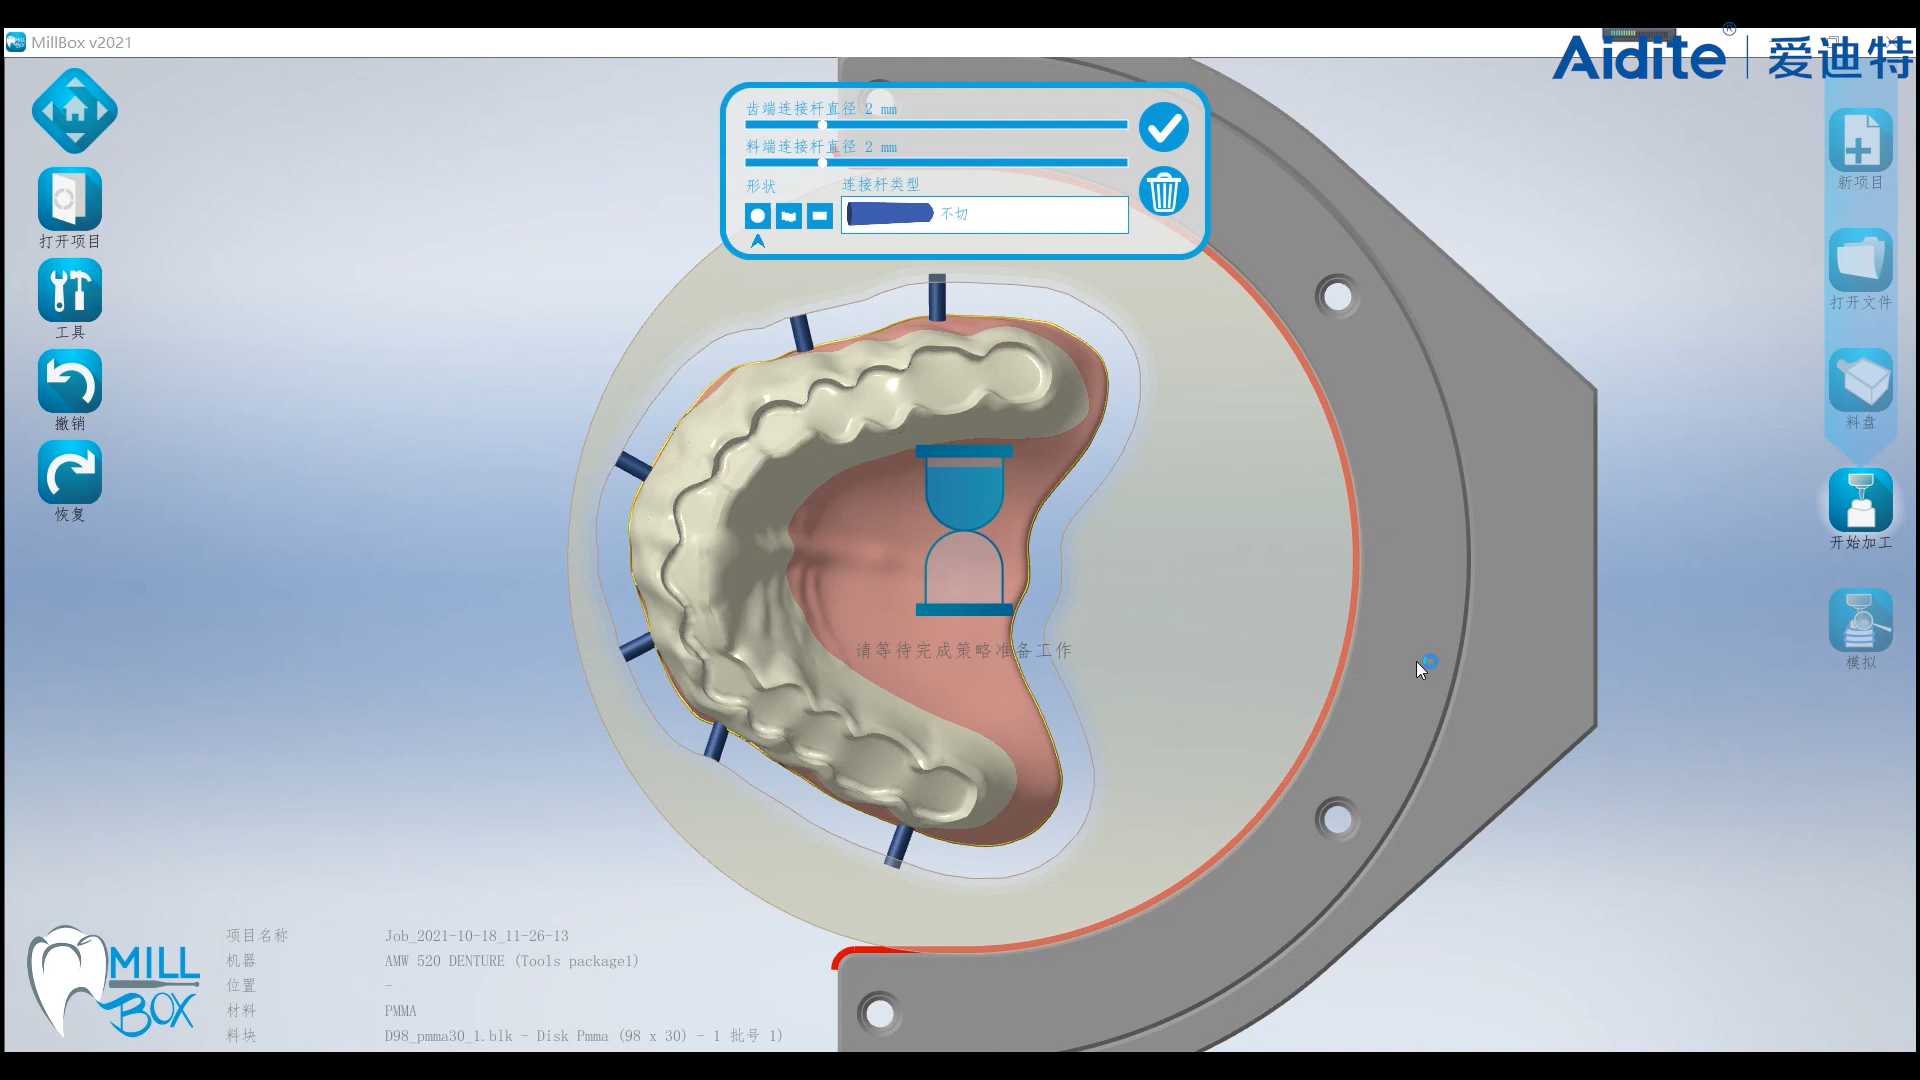 MillBox v2021
Aidite® 爱迪特
齿端连接杆直径 2 mm
料端连接杆直径 2 mm
形状
连接杆类型
不切
打开项目
工具
撤销
恢复
新项目
打开文件
料盘
开始加工
模拟
请等待完成策略准备工作
MILL
BOX
项目名称 Job_2021-10-18_11-26-13
机器 AMW 520 DENTURE (Tools package1)
位置 -
材料 PMMA
料块 D98_pmma30_1.blk - Disk Pmma (98 x 30) - 1 批号 1)